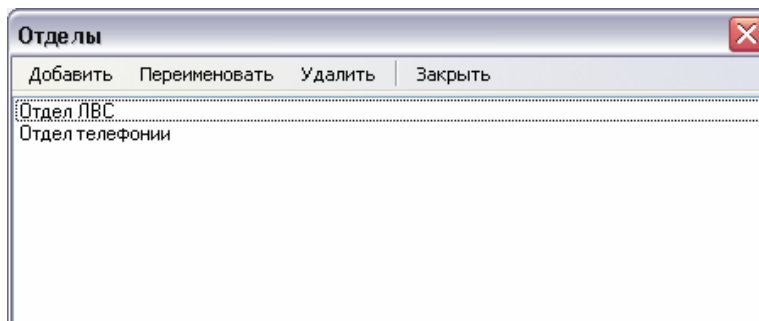 Отделы
Добавить Переименовать Удалить Закрыть
Отдел ЛВС
Отдел телефонии